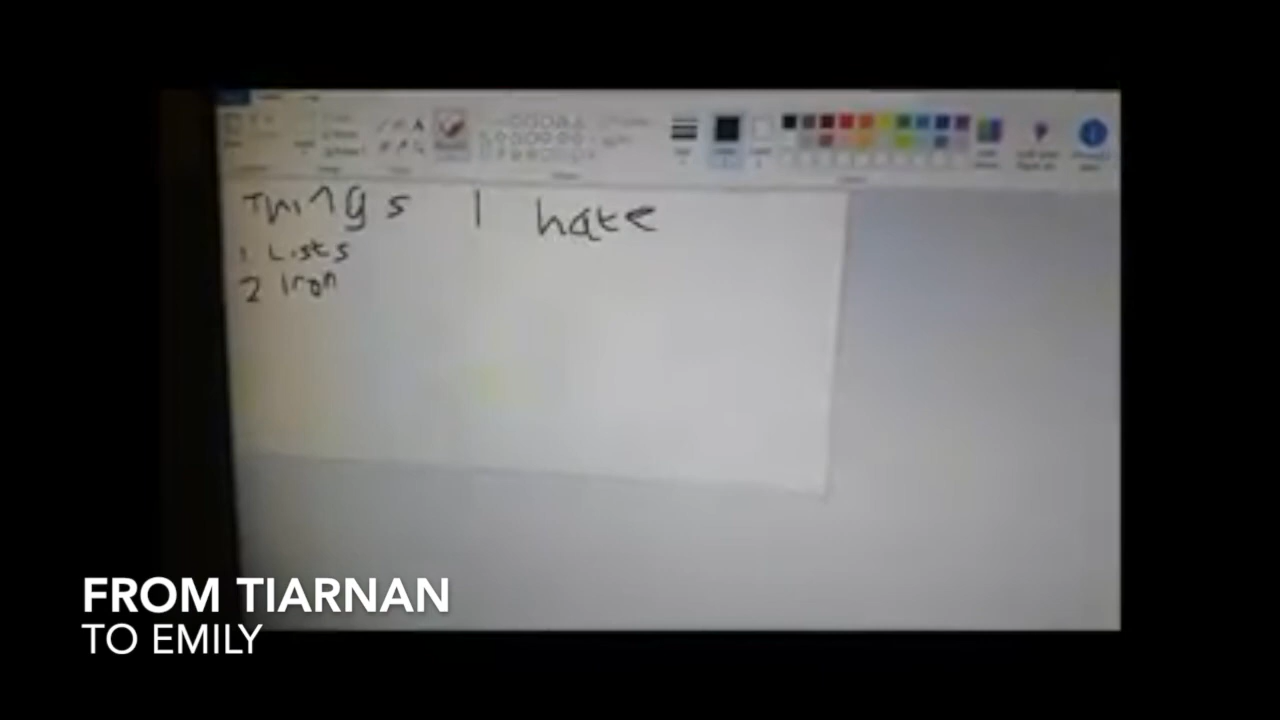 Things I hate
1 Lists
2 Iron
FROM TIARNAN
TO EMILY